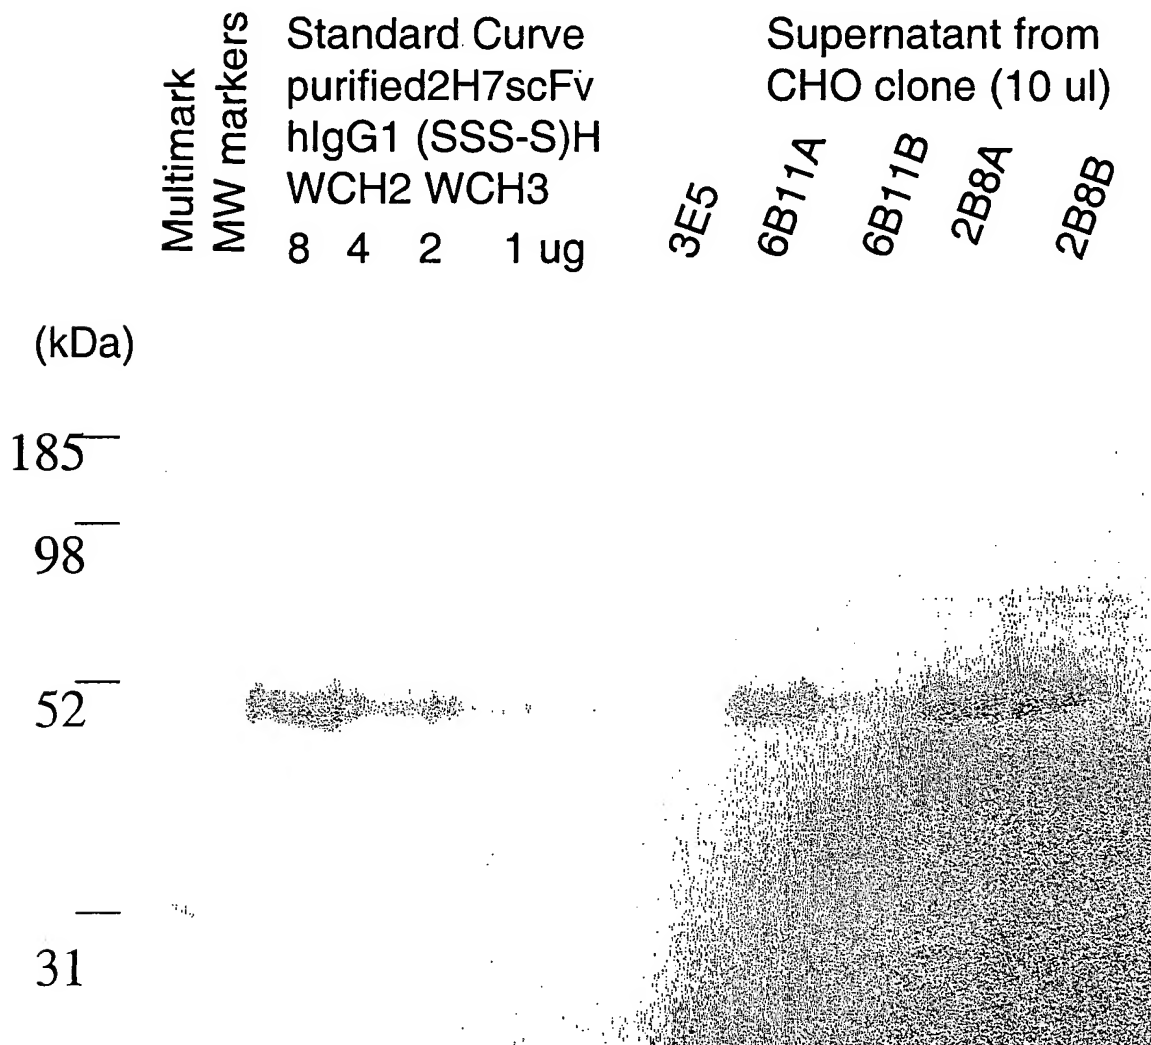 Multimark
MW markers
Standard Curve
purified2H7scFv
hIgG1 (SSS-S)H
WCH2 WCH3
8 4 2 1 ug
Supernatant from
CHO clone (10 ul)
3E5 6B11A 6B11B 2B8A 2B8B
(kDa)
185
98
52
31